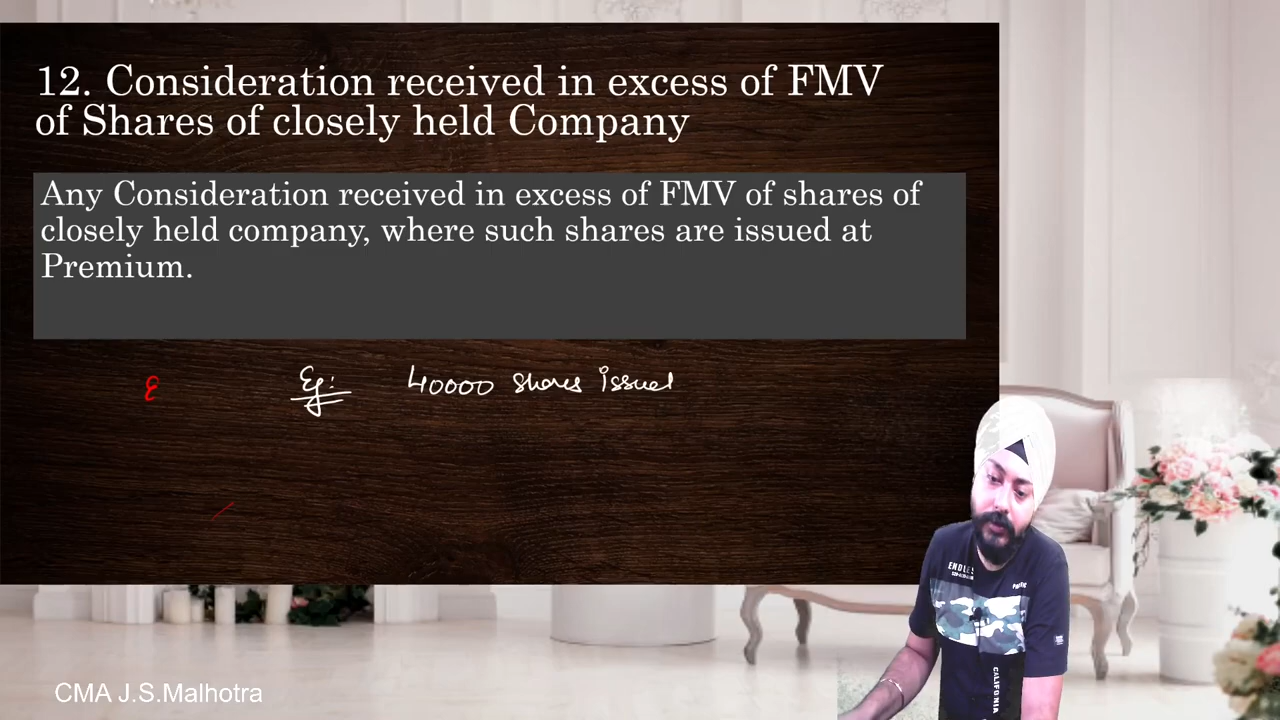 12. Consideration received in excess of FMV
of Shares of closely held Company
Any Consideration received in excess of FMV of shares of
closely held company, where such shares are issued at
Premium.
Eg:
40000 Shares issued
ENDLES
CALIFORNIA
CMA J.S.Malhotra